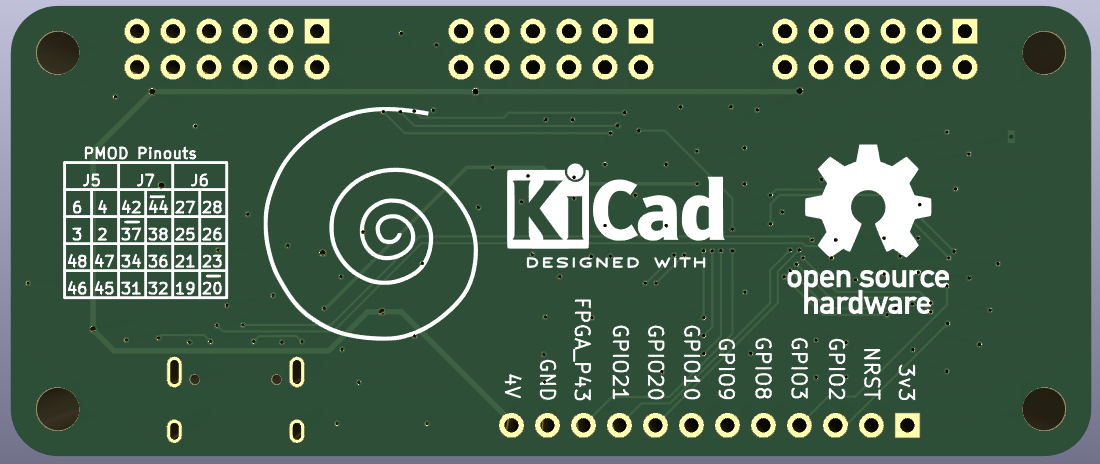 PMOD Pinouts
J5 J7 J6
6 4 42 44 27 28
3 2 37 38 25 26
48 47 34 36 21 23
46 45 31 32 19 20
KiCad
DESIGNED WITH
open source
hardware
4V
GND
FPGA_P43
GPIO21
GPIO20
GPIO10
GPIO9
GPIO8
GPIO3
GPIO2
NRST
3v3